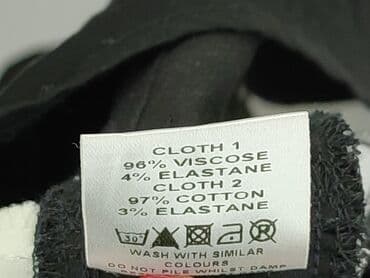 CLOTH 1
96% VISCOSE
4% ELASTANE
CLOTH 2
97% COTTON
3% ELASTANE
30
WASH WITH SIMILAR
COLOURS
DO NOT PILE WHILST DAMP